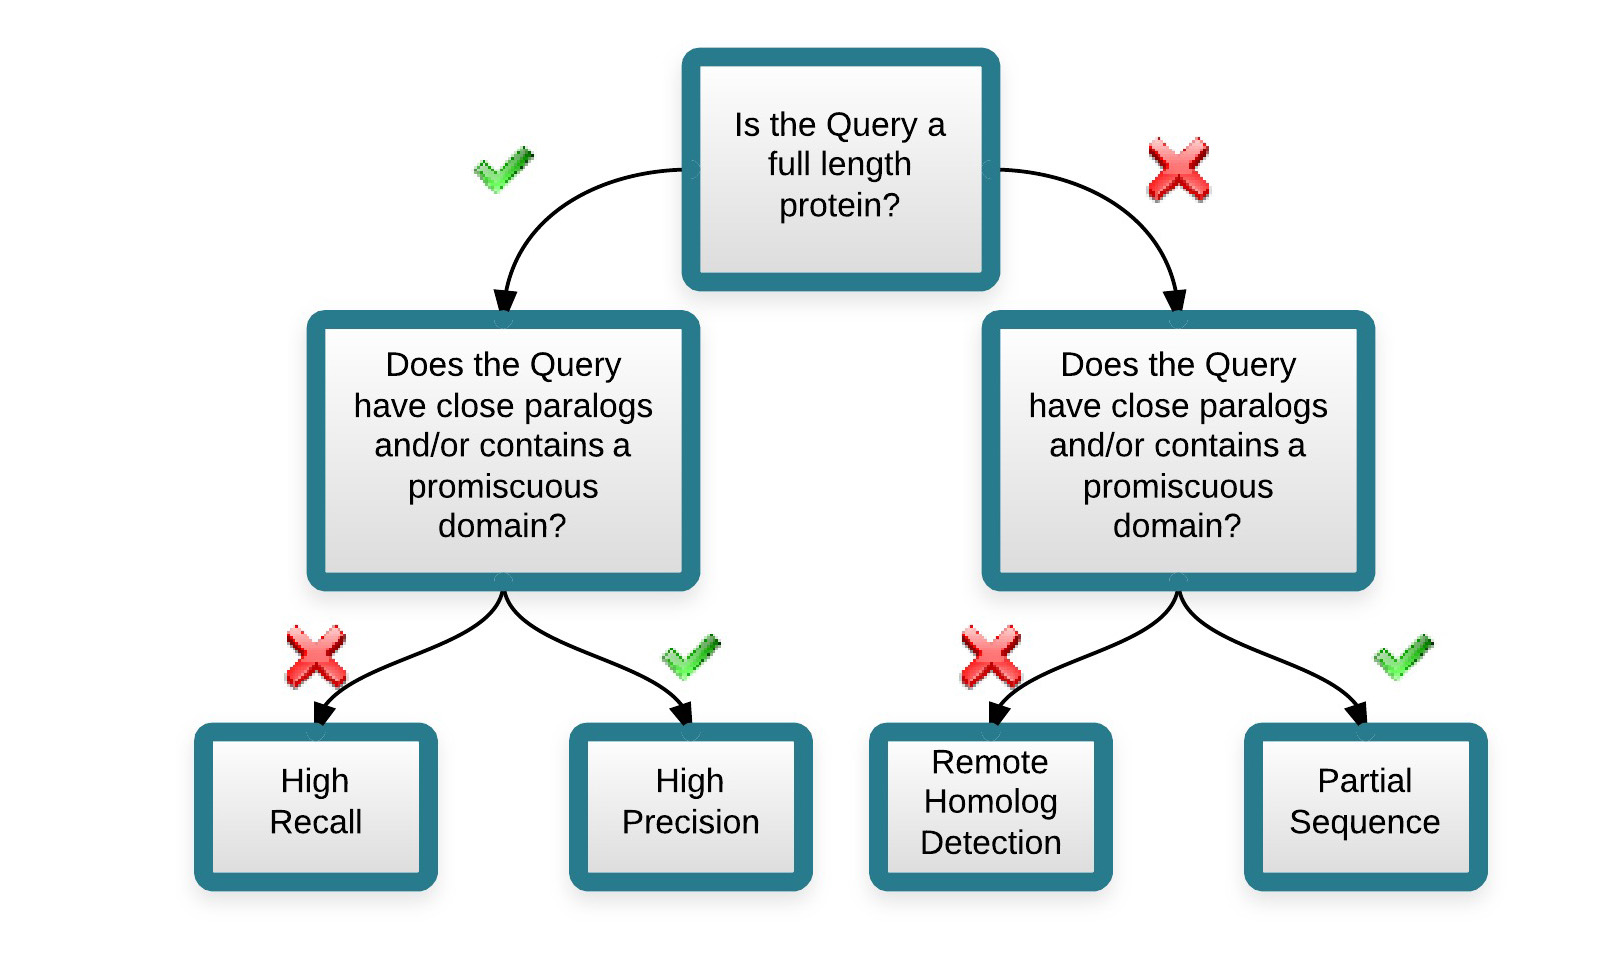 Is the Query a
full length
protein?
Does the Query
have close paralogs
and/or contains a
promiscuous
domain?
Does the Query
have close paralogs
and/or contains a
promiscuous
domain?
High
Recall
High
Precision
Remote
Homolog
Detection
Partial
Sequence